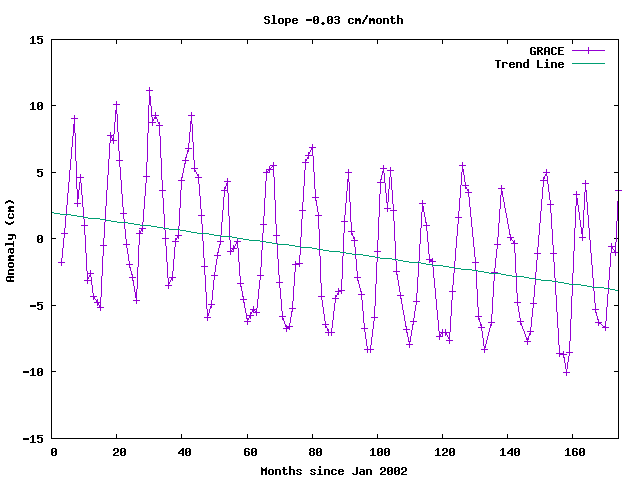 Slope -0.03 cm/month
GRACE
Trend Line
15
10
5
0
-5
-10
-15
Anomaly (cm)
0 20 40 60 80 100 120 140 160
Months since Jan 2002